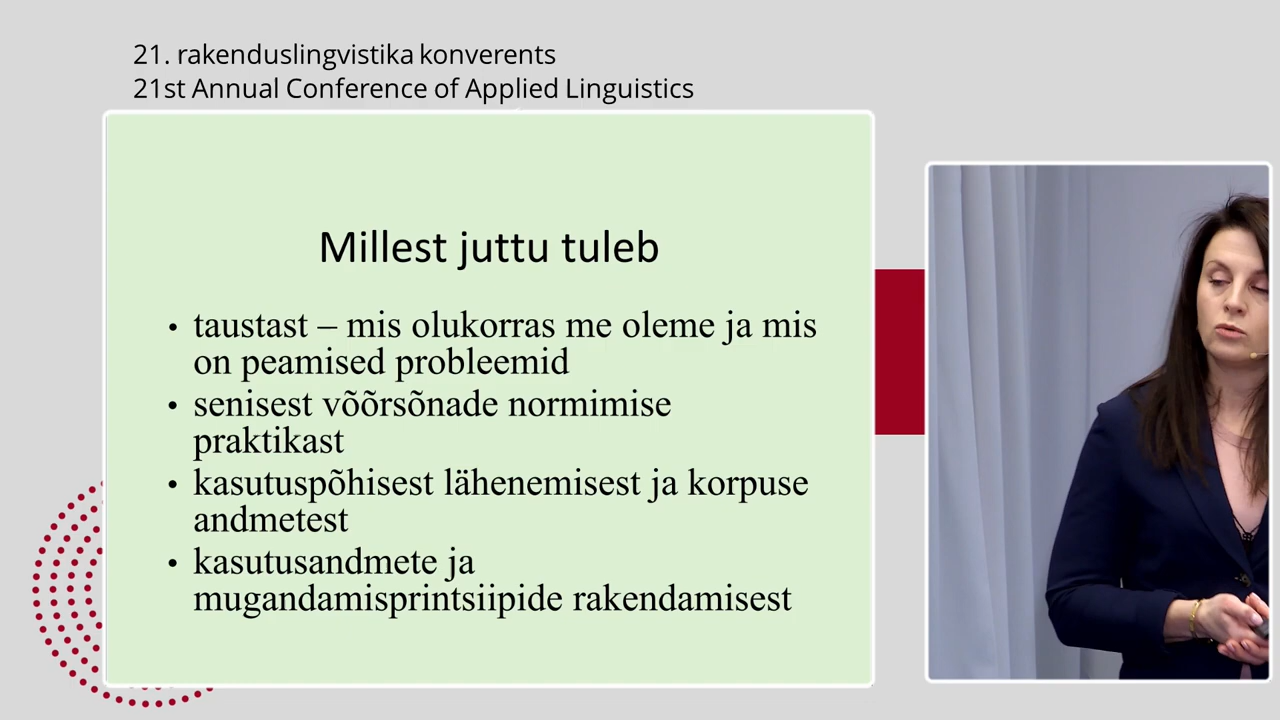 21. rakenduslingvistika konverents
21st Annual Conference of Applied Linguistics
Millest juttu tuleb
• taustast – mis olukorras me oleme ja mis
on peamised probleemid
• senisest võõrsõnade normimise
praktikast
• kasutuspõhisest lähenemisest ja korpuse
andmetest
• kasutusandmete ja
mugandamisprintsiipide rakendamisest